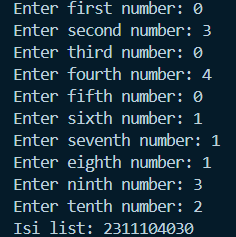 Enter first number: 0
Enter second number: 3
Enter third number: 0
Enter fourth number: 4
Enter fifth number: 0
Enter sixth number: 1
Enter seventh number: 1
Enter eighth number: 1
Enter ninth number: 3
Enter tenth number: 2
Isi list: 2311104030